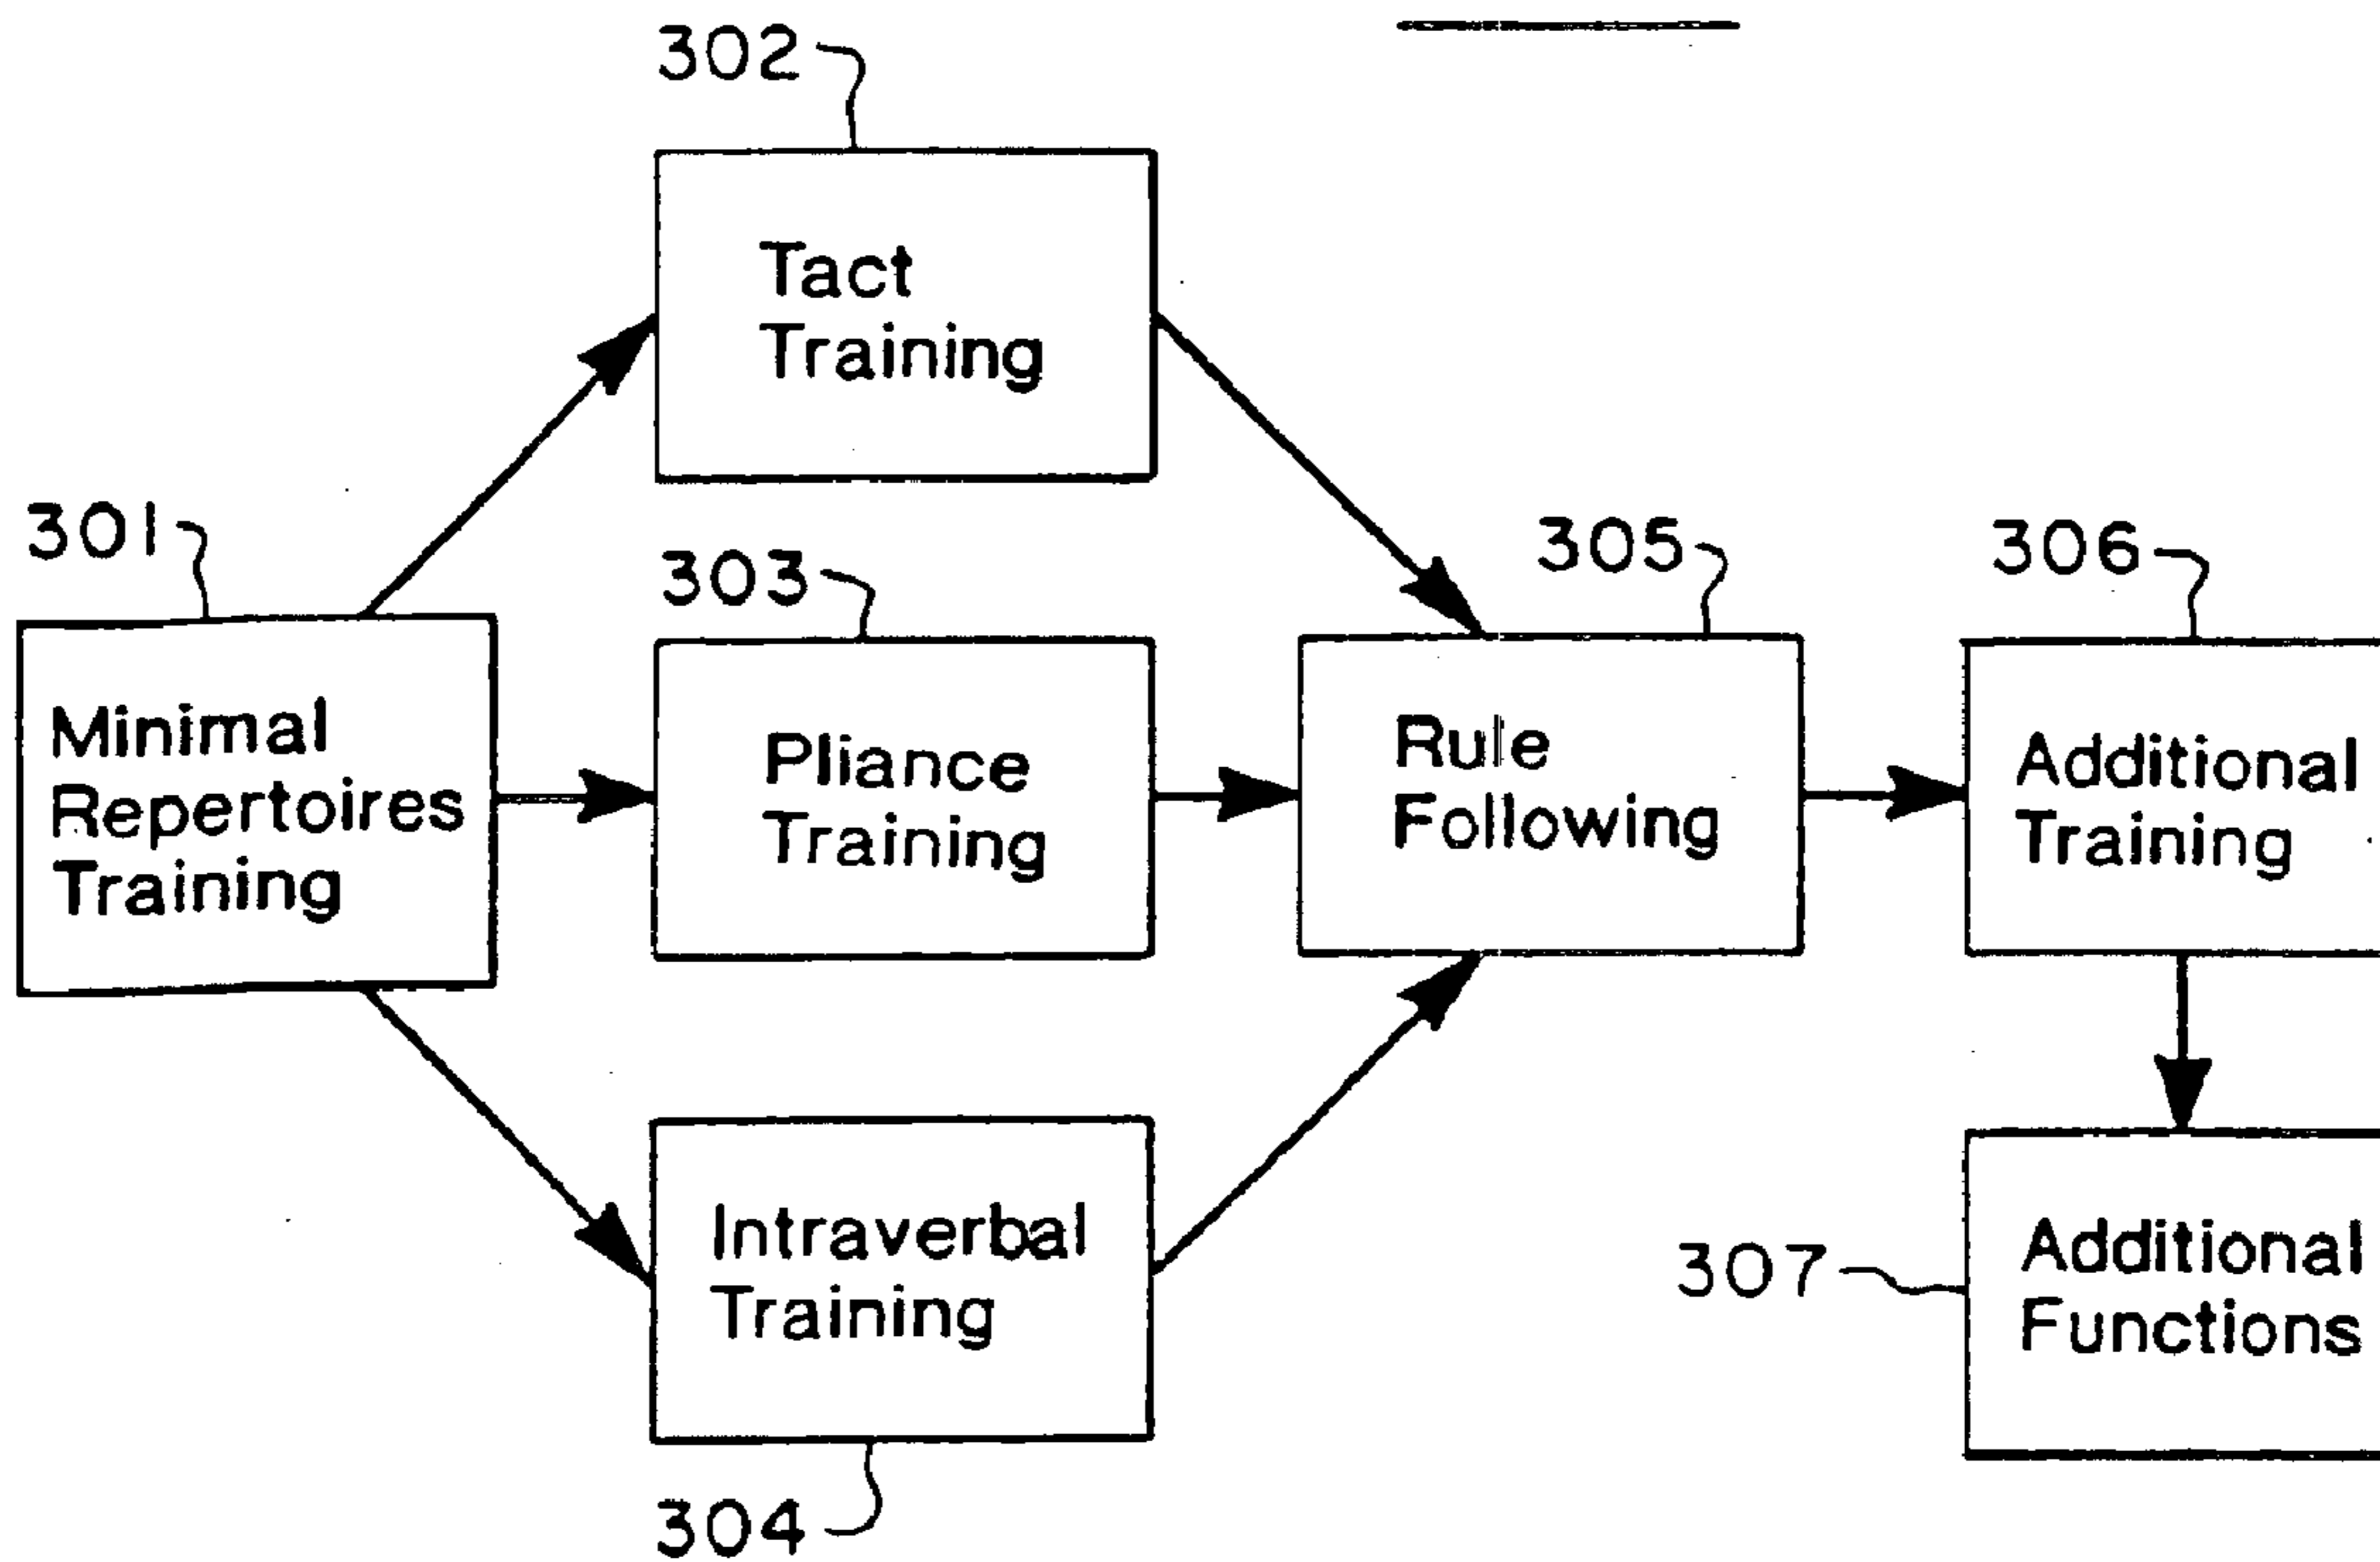 302
Tact
Training
301
Minimal
Repertoires
Training
303
Pliance
Training
305
Rule
Following
306
Additional
Training
Intraverbal
Training
304
307
Additional
Functions